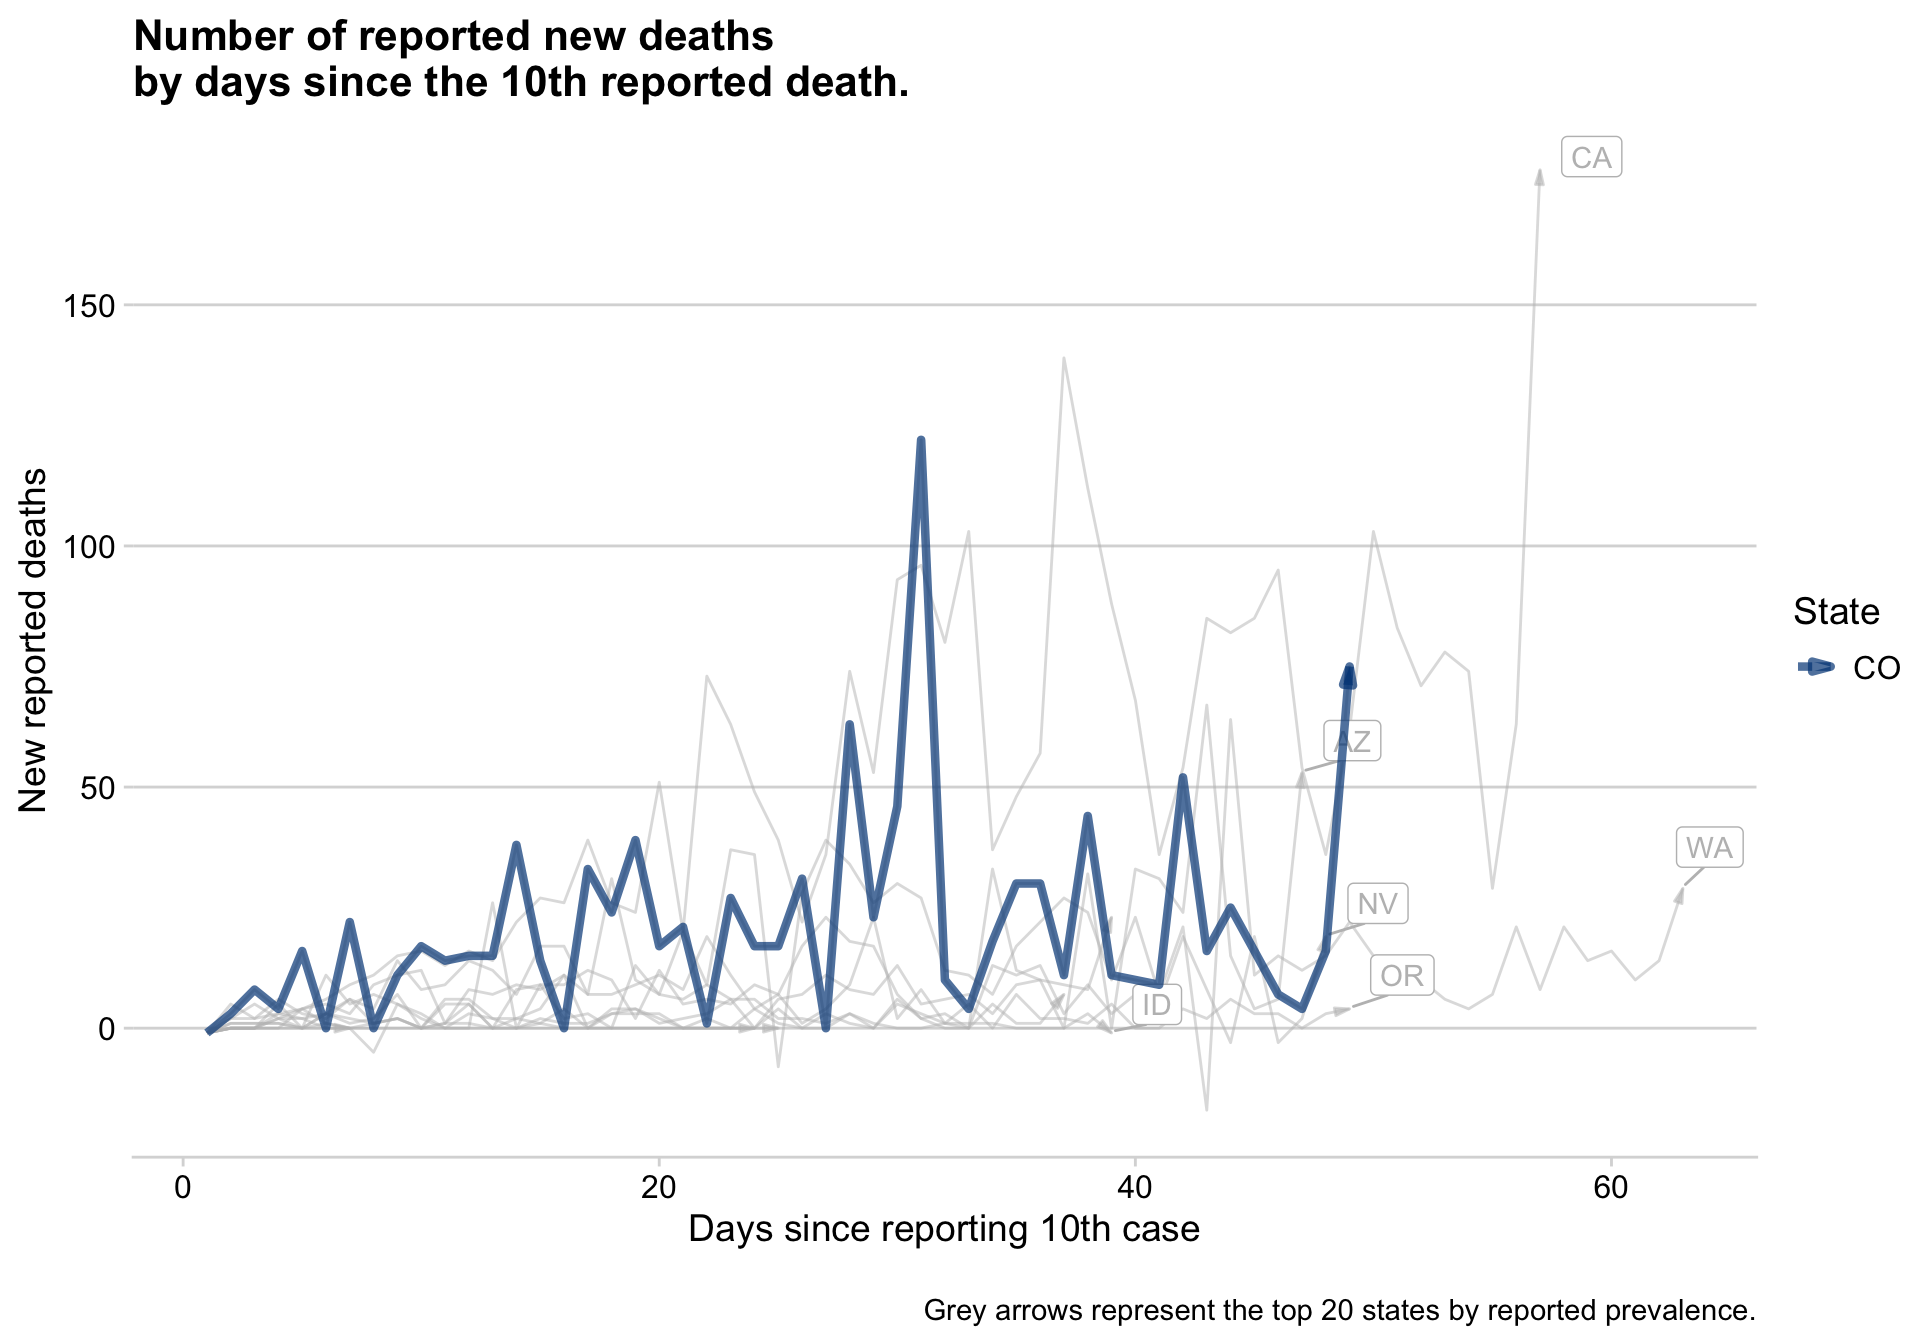 Number of reported new deaths
by days since the 10th reported death.
CA
150
100
50
0
New reported deaths
AZ
WA
NV
OR
ID
State
CO
0 20 40 60
Days since reporting 10th case
Grey arrows represent the top 20 states by reported prevalence.